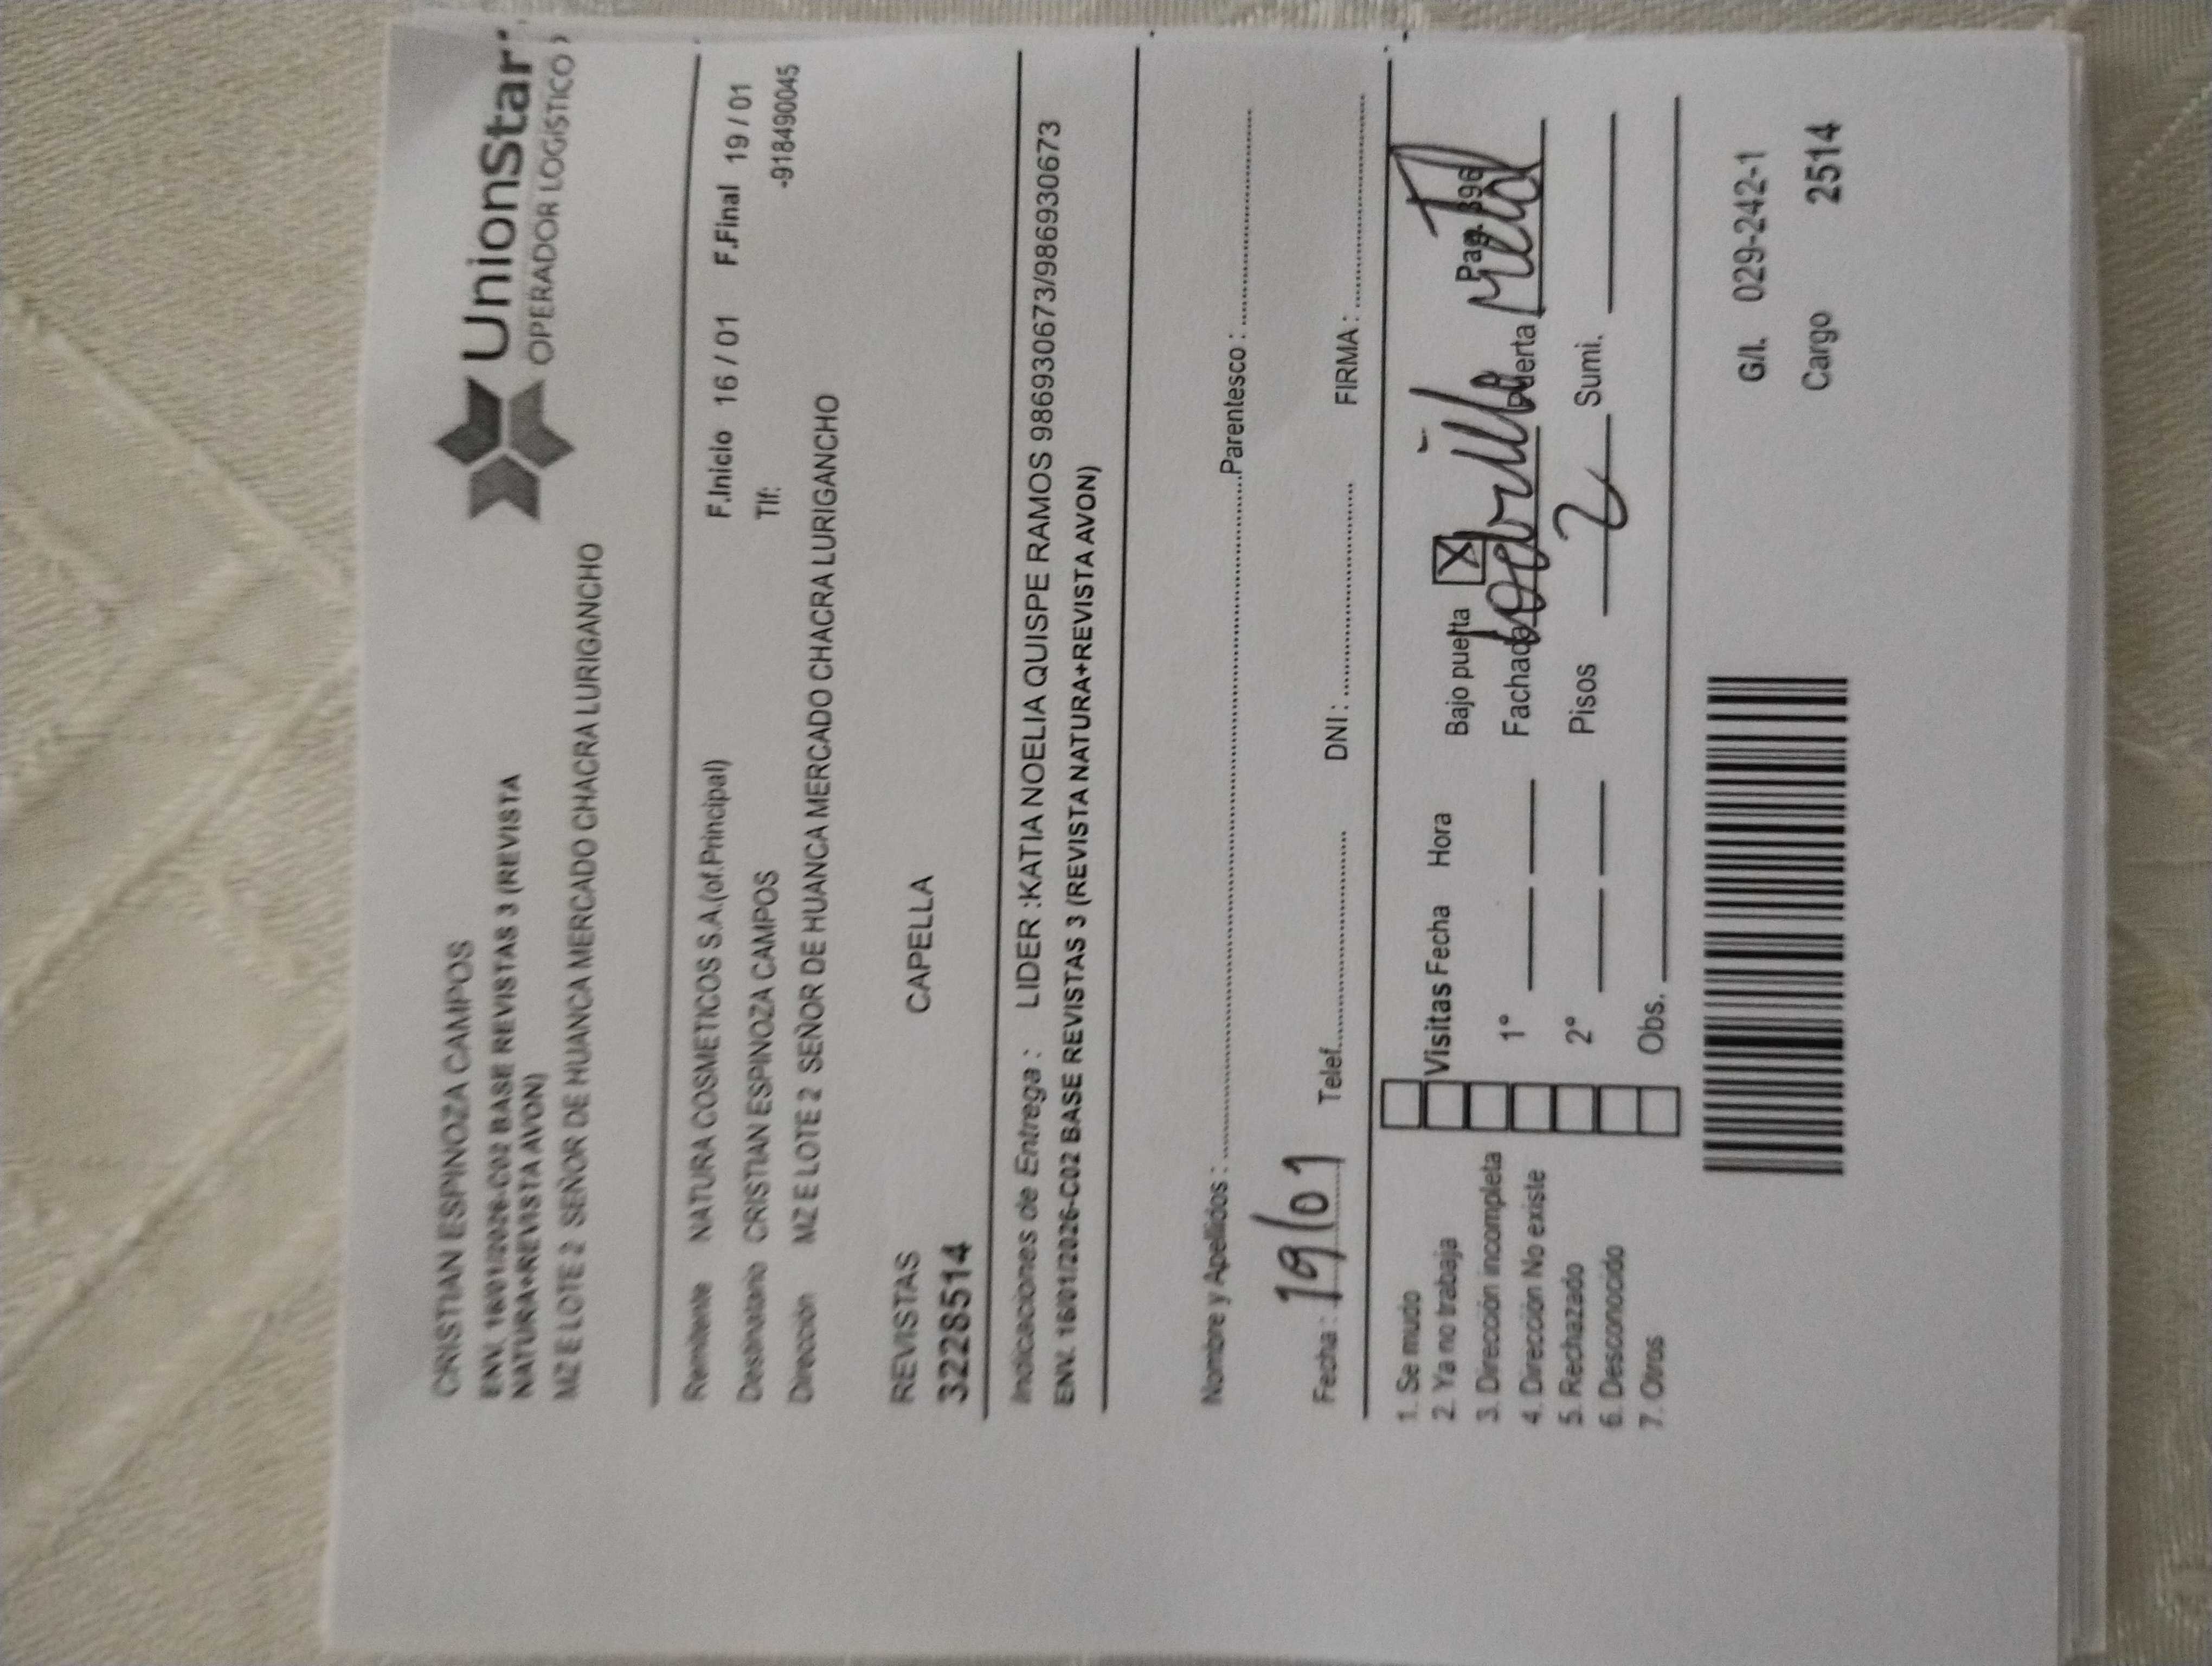 CRISTIAN ESPINOZA CAMPOS
ENV. 16/01/2026-C02 BASE REVISTAS 3 (REVISTA
NATURA+REVISTA AVON)
MZ E LOTE 2 SEÑOR DE HUANCA MERCADO CHACRA LURIGANCHO
UnionStar
OPERADOR LOGÍSTICO
Remitente NATURA COSMETICOS S.A.(of.Principal) F.Inicio 16 / 01 F.Final 19 / 01
Destinatario CRISTIAN ESPINOZA CAMPOS Tlf: -918490045
Dirección MZ E LOTE 2 SEÑOR DE HUANCA MERCADO CHACRA LURIGANCHO
REVISTAS CAPELLA
32285514
Indicaciones de Entrega : LIDER :KATIA NOELIA QUISPE RAMOS 986930673/986930673
ENV. 16/01/2026-C02 BASE REVISTAS 3 (REVISTA NATURA+REVISTA AVON)
Nombre y Apellidos : Parentesco :
Fecha : 19/01 Telef. DNI : FIRMA :
1. Se mudo
2. Ya no trabaja
3. Dirección incompleta
4. Dirección No existe
5. Rechazado
6. Desconocido
7. Otros
Visitas Fecha Hora Bajo puerta X Pag. 396
1° Fachada Ladrillo Puerta Metal
2° Pisos 2 Sumi.
Obs.
G/I. 029-242-1
Cargo 2514